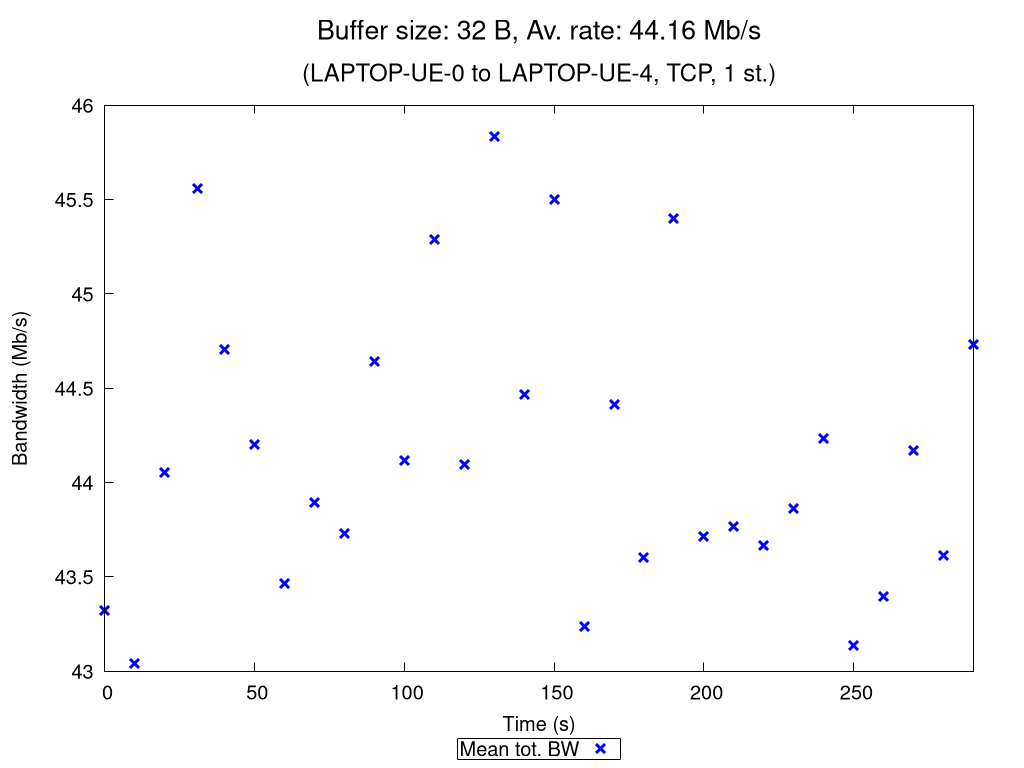 Buffer size: 32 B, Av. rate: 44.16 Mb/s
(LAPTOP-UE-0 to LAPTOP-UE-4, TCP, 1 st.)
46
45.5
45
44.5
44
43.5
43
Bandwidth (Mb/s)
0 50 100 150 200 250
Time (s)
Mean tot. BW